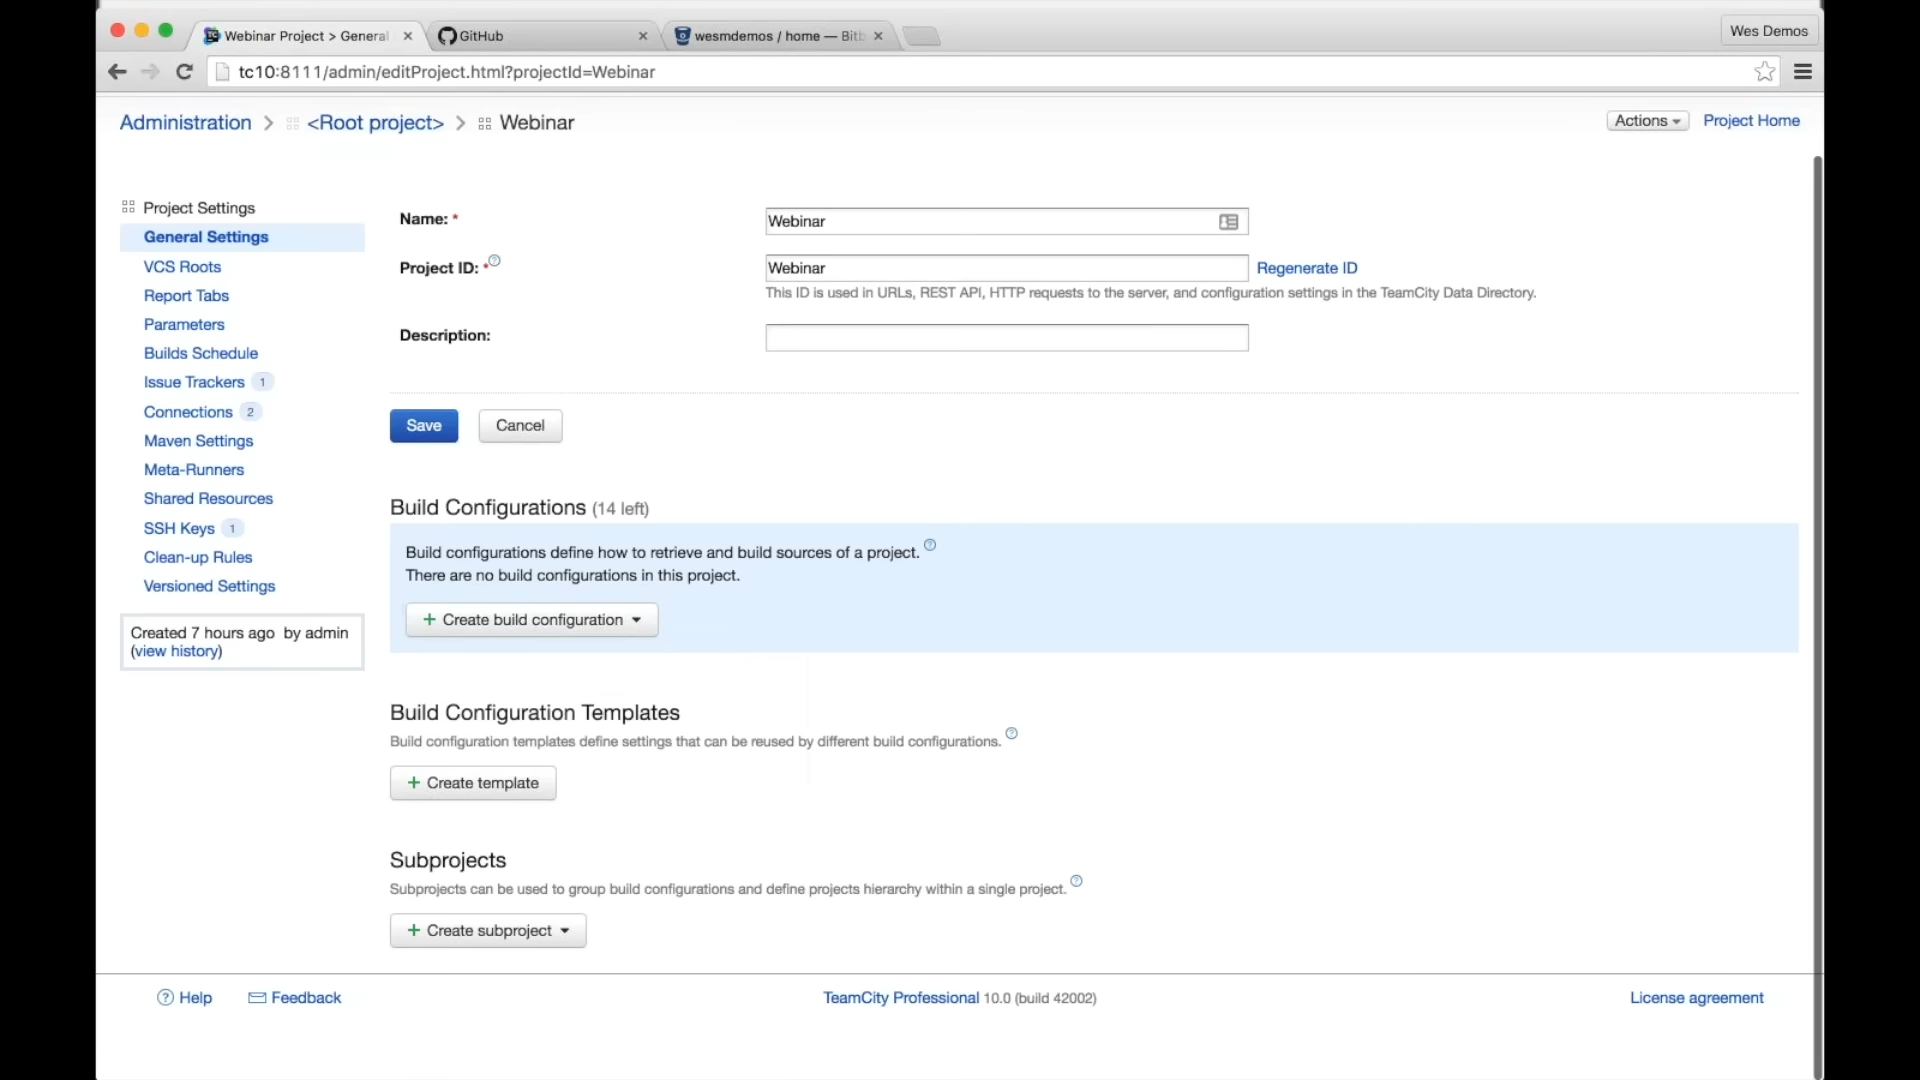 Webinar Project > General
GitHub
wesmdemos / home — Bitb
Wes Demos
tc10:8111/admin/editProject.html?projectId=Webinar
Administration > <Root project> > Webinar
Actions
Project Home
Project Settings
General Settings
VCS Roots
Report Tabs
Parameters
Builds Schedule
Issue Trackers 1
Connections 2
Maven Settings
Meta-Runners
Shared Resources
SSH Keys 1
Clean-up Rules
Versioned Settings
Created 7 hours ago by admin
(view history)
Name: *
Webinar
Project ID: *
Webinar
Regenerate ID
This ID is used in URLs, REST API, HTTP requests to the server, and configuration settings in the TeamCity Data Directory.
Description:
Save
Cancel
Build Configurations (14 left)
Build configurations define how to retrieve and build sources of a project.
There are no build configurations in this project.
+ Create build configuration
Build Configuration Templates
Build configuration templates define settings that can be reused by different build configurations.
+ Create template
Subprojects
Subprojects can be used to group build configurations and define projects hierarchy within a single project.
+ Create subproject
Help
Feedback
TeamCity Professional 10.0 (build 42002)
License agreement